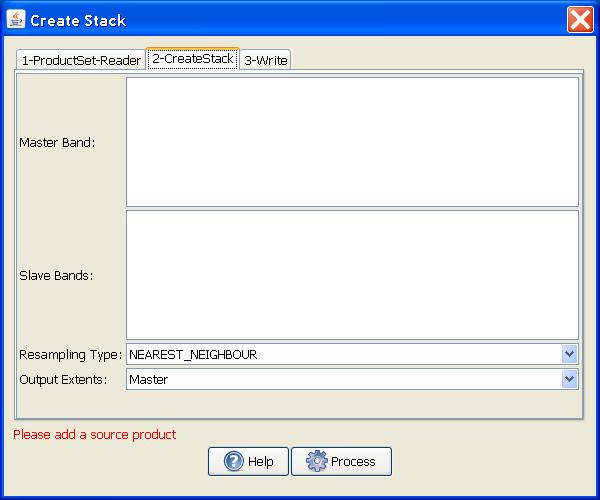 Create Stack
1-ProductSet-Reader 2-CreateStack 3-Write
Master Band:
Slave Bands:
Resampling Type: NEAREST_NEIGHBOUR
Output Extents: Master
Please add a source product
Help Process